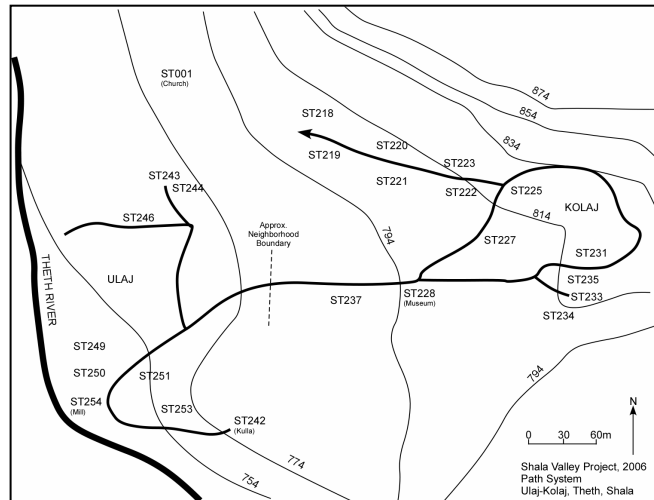 ST001
(Church)
874
854
834
ST218
ST220
ST219
ST223
ST221
ST222
ST225
ST243
ST244
KOLAJ
814
ST246
Approx.
Neighborhood
Boundary
794
ST227
ST231
THETH RIVER
ULAJ
ST235
ST237
ST228
(Museum)
ST233
ST234
ST249
ST250
ST251
794
ST254
(Mill)
ST253
ST242
(Kulla)
N
774
754
0 30 60m
Shala Valley Project, 2006
Path System
Ulaj-Kolaj, Theth, Shala